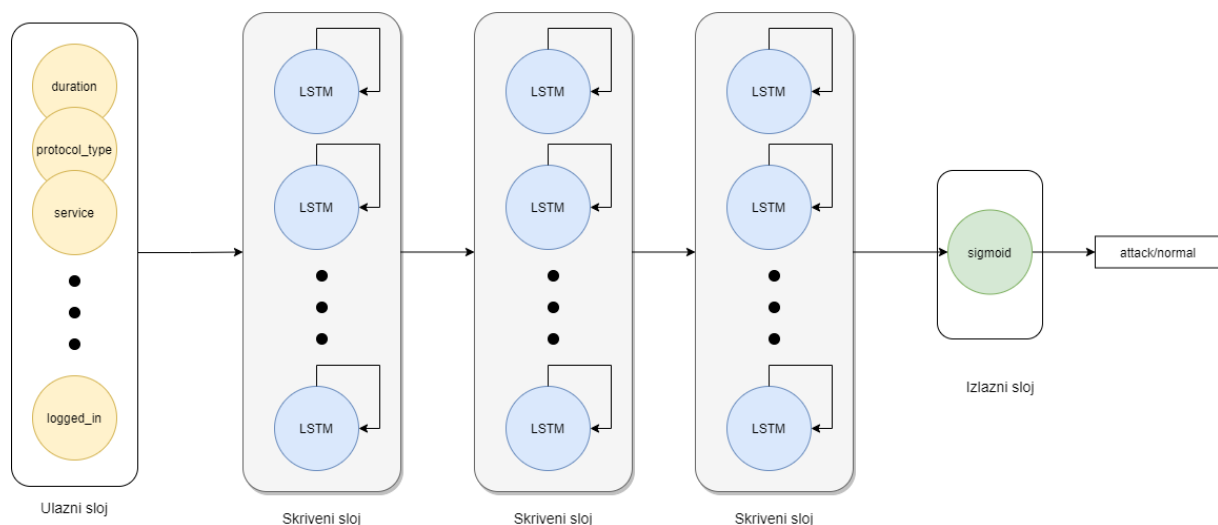 duration
protocol_type
service
logged_in
Ulazni sloj
LSTM
LSTM
LSTM
Skriveni sloj
LSTM
LSTM
LSTM
Skriveni sloj
LSTM
LSTM
LSTM
Skriveni sloj
sigmoid
Izlazni sloj
attack/normal